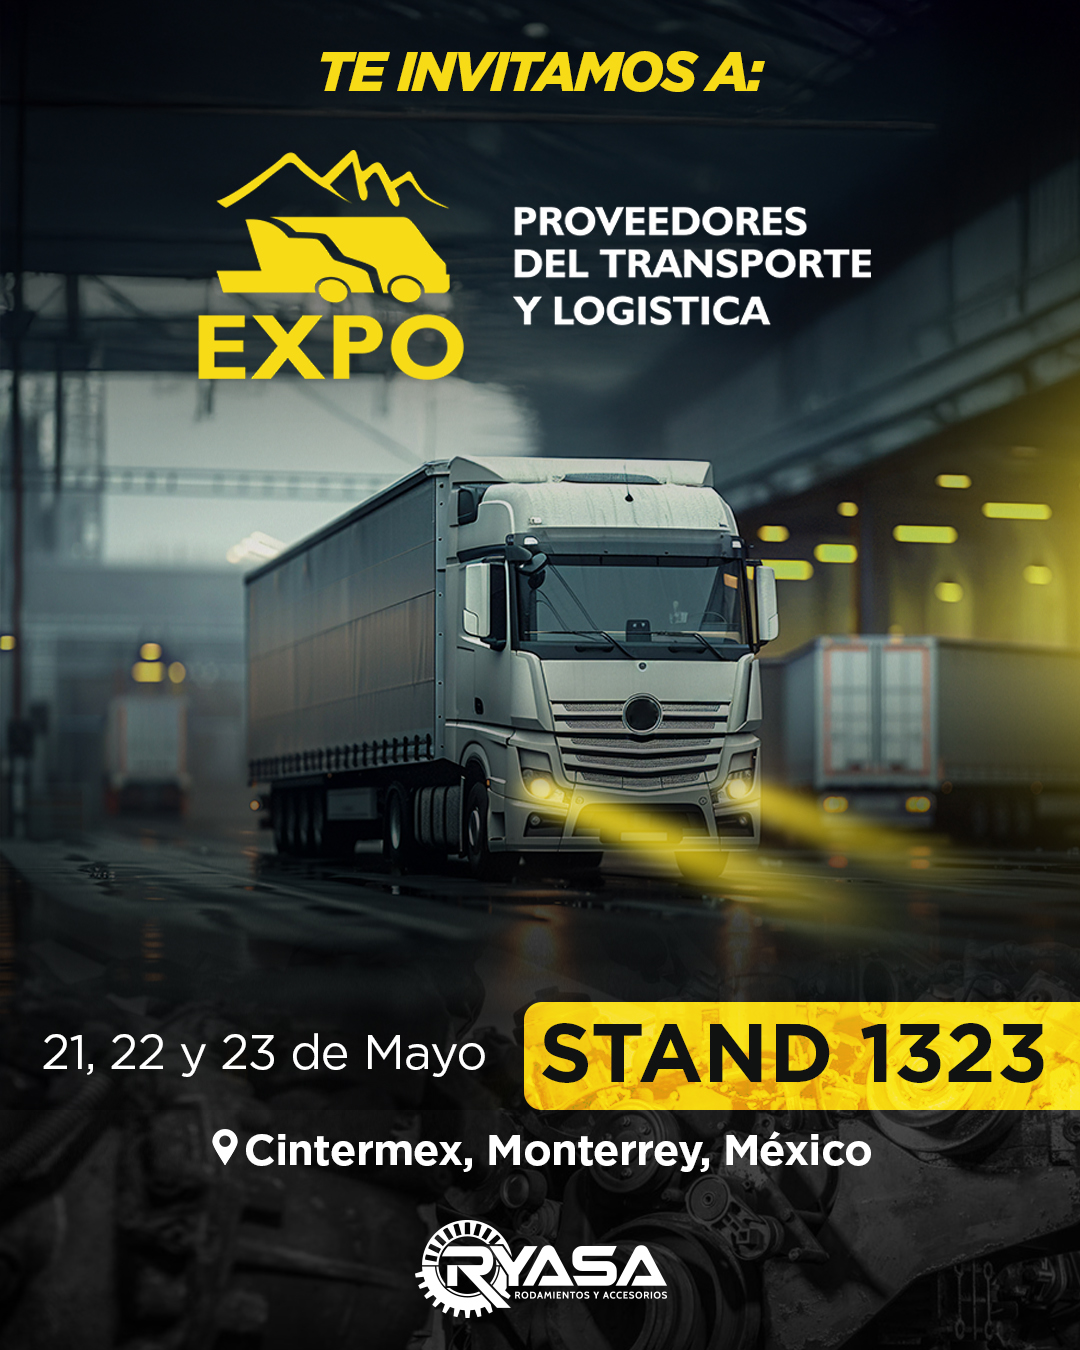 TE INVITAMOS A:
EXPO
PROVEEDORES
DEL TRANSPORTE
Y LOGISTICA
21, 22 y 23 de Mayo
STAND 1323
Cintermex, Monterrey, México
RYASA
RODAMIENTOS Y ACCESORIOS